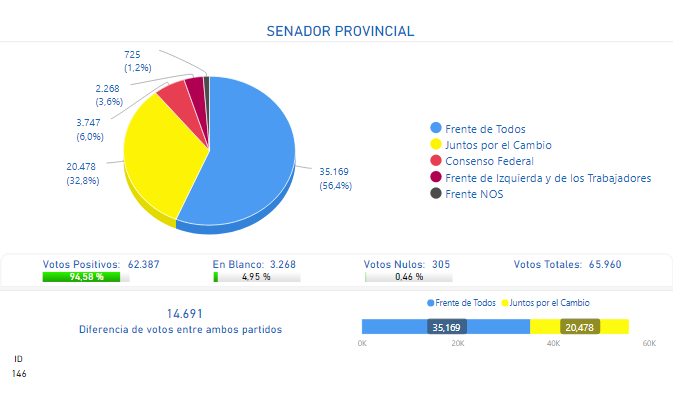 SENADOR PROVINCIAL
725
(1,2%)
2.268
(3,6%)
3.747
(6,0%)
20.478
(32,8%)
35.169
(56,4%)
Frente de Todos
Juntos por el Cambio
Consenso Federal
Frente de Izquierda y de los Trabajadores
Frente NOS
Votos Positivos: 62.387
94,58 %
En Blanco: 3.268
4,95 %
Votos Nulos: 305
0,46 %
Votos Totales: 65.960
14.691
Diferencia de votos entre ambos partidos
Frente de Todos Juntos por el Cambio
35,169 20,478
0K 20K 40K 60K
ID
146